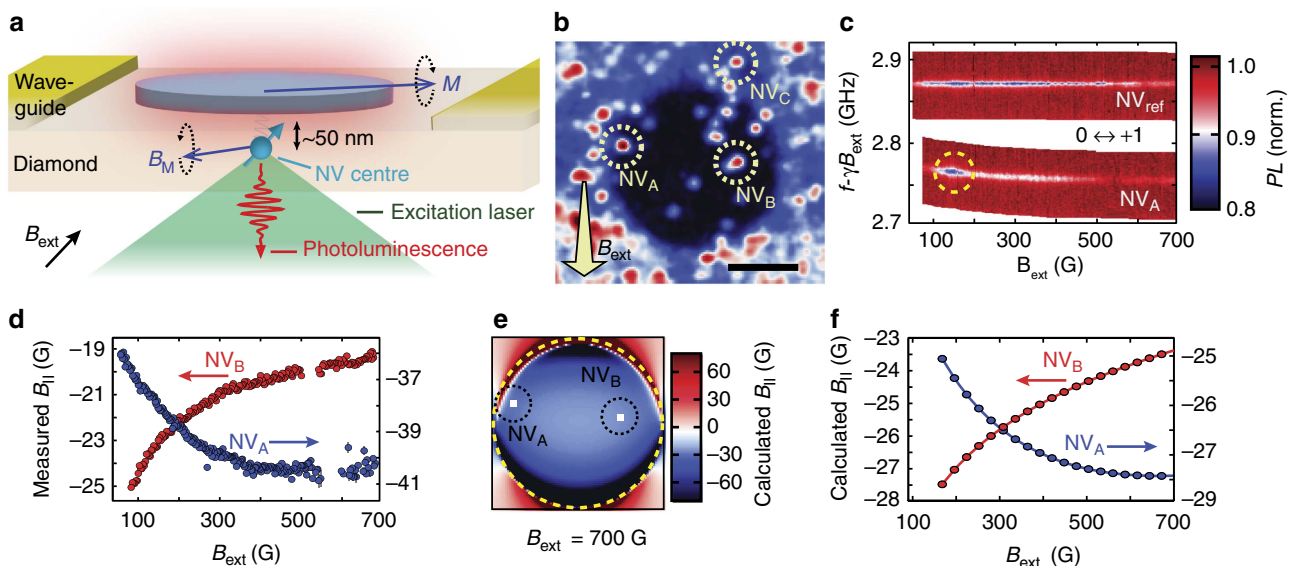 a
Wave-
guide
M
~50 nm
B_M
Diamond
NV centre
Excitation laser
B_ext
Photoluminescence
b
NV_C
NV_A
NV_B
B_ext
c
2.9
2.8
2.7
f-γB_ext (GHz)
NV_ref
0 ↔ +1
NV_A
100 300 500 700
B_ext (G)
1.0
0.9
0.8
PL (norm.)
d
−19
−21
−23
−25
Measured B_II (G)
NV_B
NV_A
−37
−39
−41
100 300 500 700
B_ext (G)
e
NV_B
NV_A
60
30
0
−30
−60
Calculated B_II (G)
B_ext = 700 G
f
−23
−24
−25
−26
−27
−28
Calculated B_II (G)
NV_B
NV_A
−25
−26
−27
−28
−29
100 300 500 700
B_ext (G)